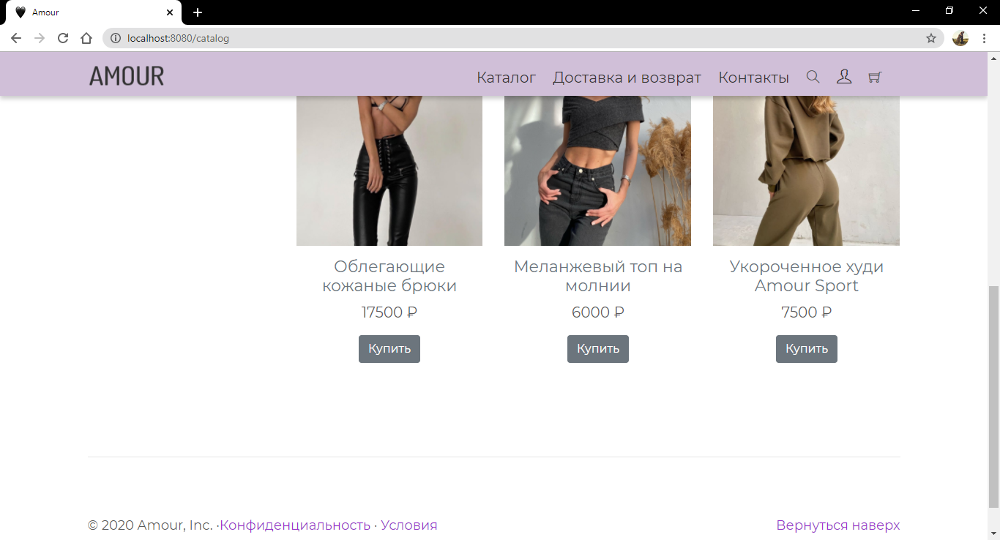 Amour
localhost:8080/catalog
AMOUR
Каталог Доставка и возврат Контакты
Облегающие
кожаные брюки
17500 ₽
Купить
Меланжевый топ на
молнии
6000 ₽
Купить
Укороченное худи
Amour Sport
7500 ₽
Купить
© 2020 Amour, Inc. ·Конфиденциальность · Условия
Вернуться наверх